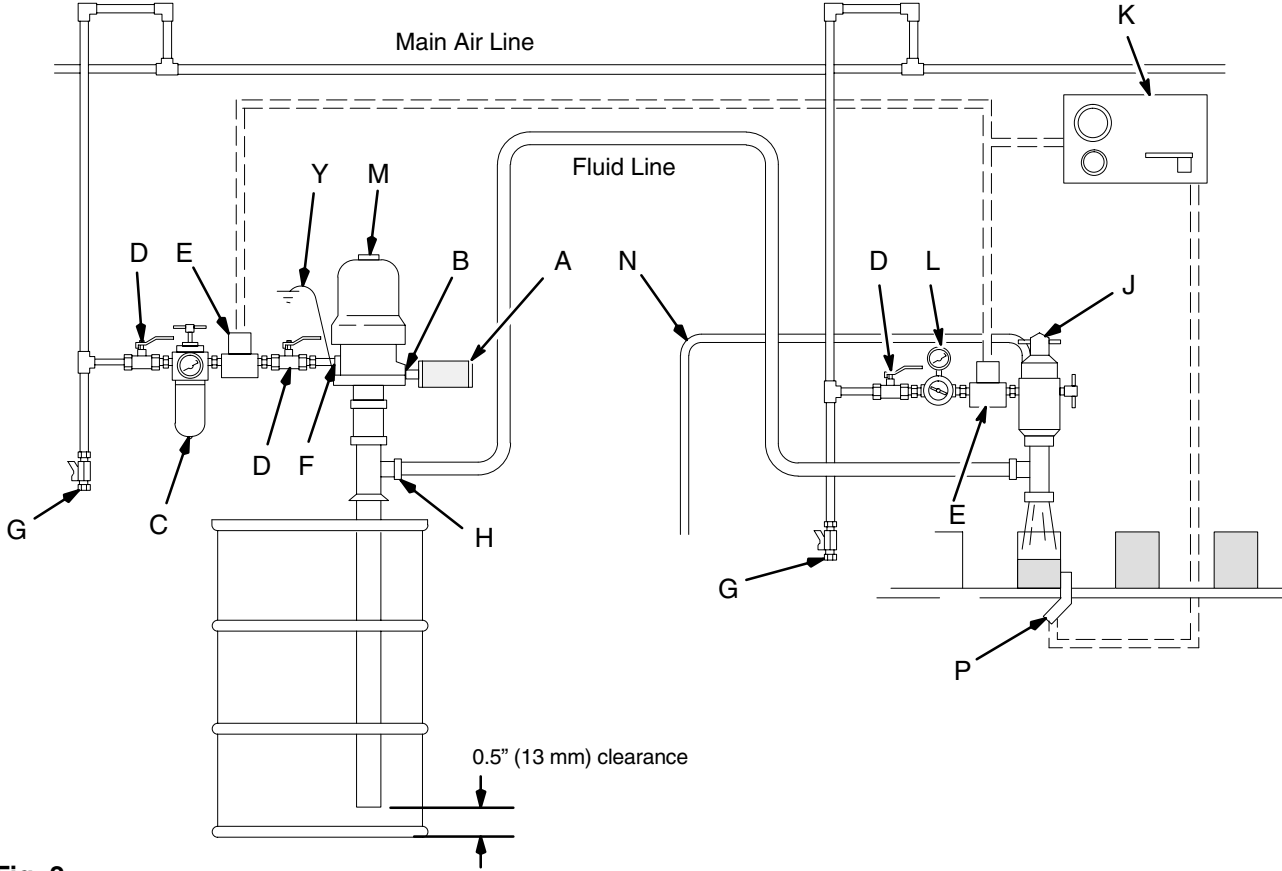 K
Main Air Line
Fluid Line
Y
M
D
E
B
A
N
D
L
J
D
F
G
C
H
E
G
P
0.5” (13 mm) clearance